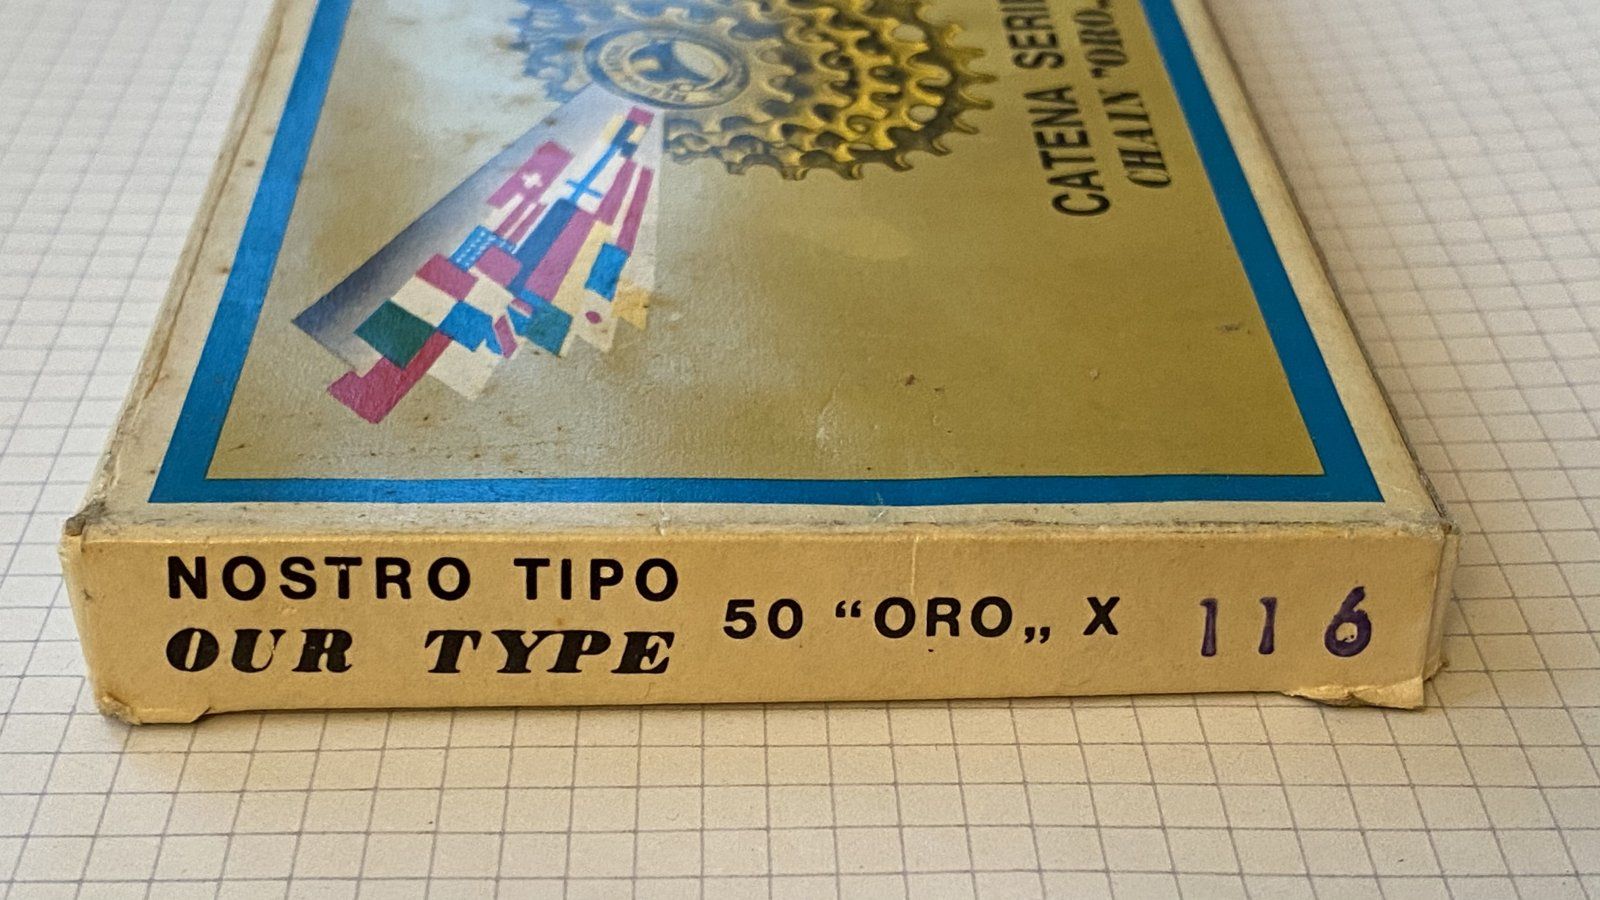 CATENA SERI
CHAIN "ORO„
NOSTRO TIPO
OUR TYPE
50 “ORO„ X 116